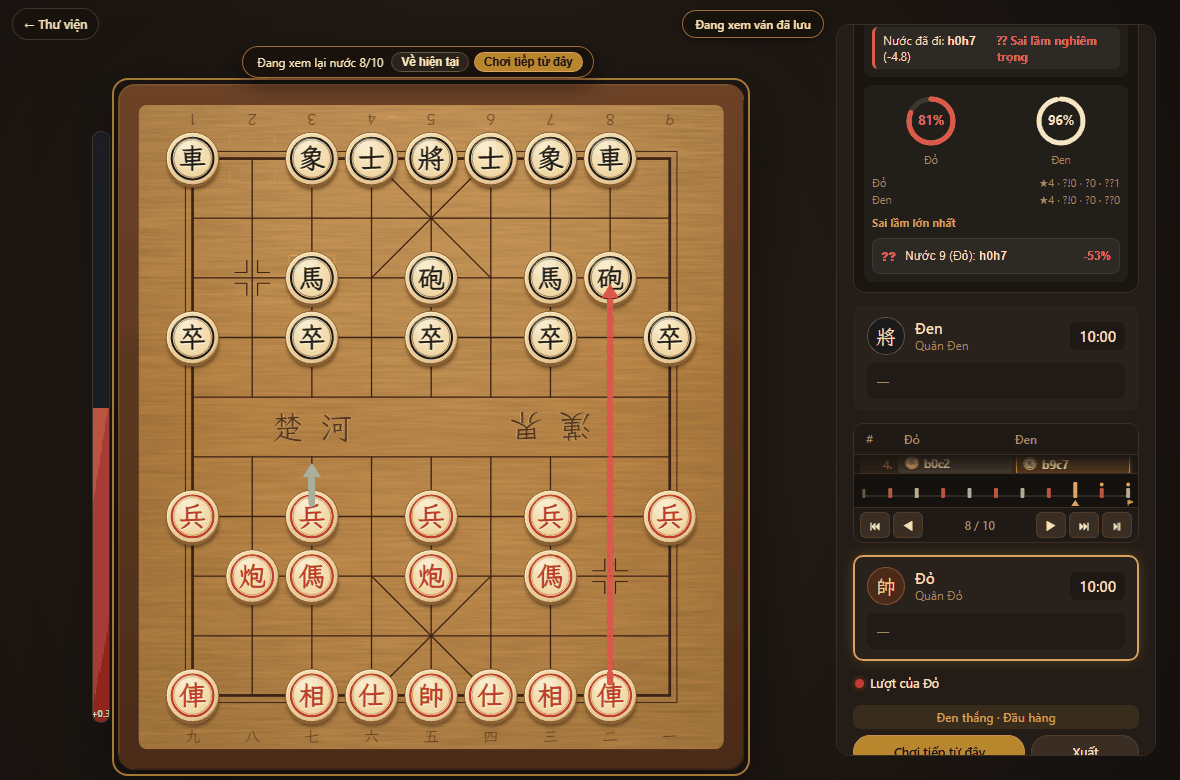 ← Thư viện
Đang xem ván đã lưu
Đang xem lại nước 8/10
Về hiện tại
Chơi tiếp từ đây
1 2 3 4 5 6 7 8 9
車 象 士 將 士 象 車
馬 砲 馬 砲
卒 卒 卒 卒 卒
楚 河 漢 界
兵 兵 兵 兵 兵
炮 傌 炮 傌
俥 相 仕 帥 仕 相 俥
九 八 七 六 五 四 三 二 一
+0.3
Nước đã đi: h0h7 ?? Sai lầm nghiêm
(-4.8) trọng
81% 96%
Đỏ Đen
Đỏ ★4 · ?!0 · ?0 · ??1
Đen ★4 · ?!0 · ?0 · ??0
Sai lầm lớn nhất
?? Nước 9 (Đỏ): h0h7 -53%
將 Đen 10:00
Quân Đen
—
# Đỏ Đen
4. b0c2 b9c7
8 / 10
帥 Đỏ 10:00
Quân Đỏ
—
Lượt của Đỏ
Đen thắng · Đầu hàng
Chơi tiếp từ đây Xuất